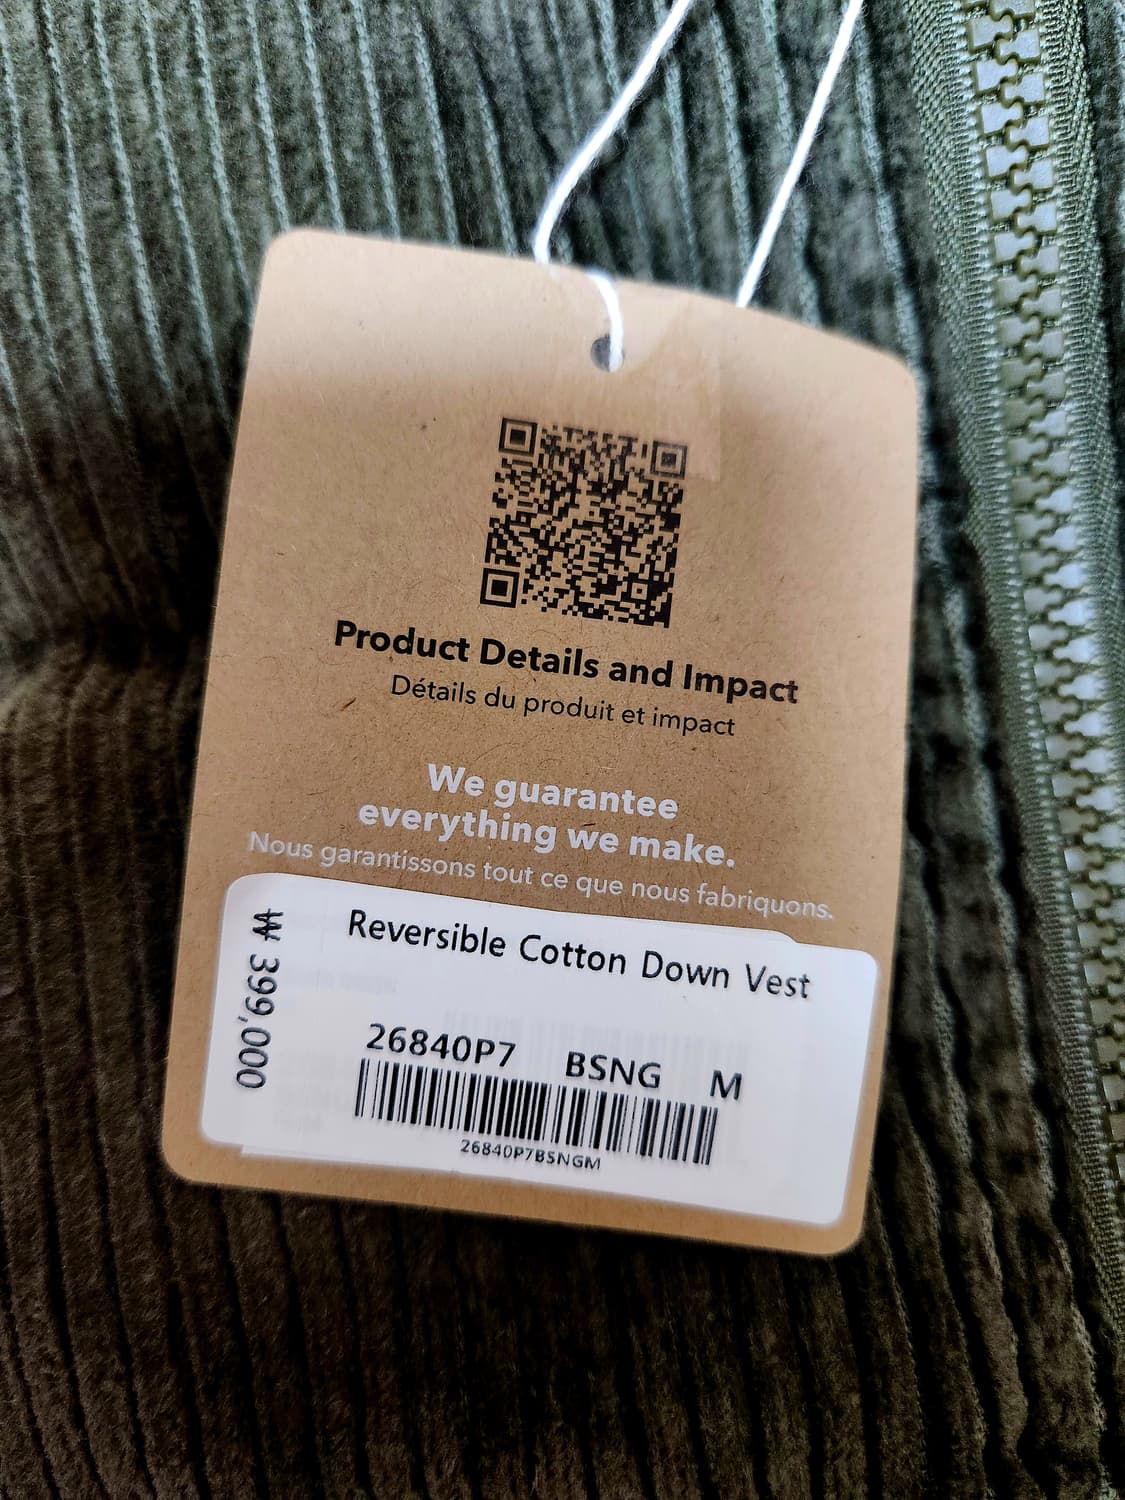 Product Details and Impact
Détails du produit et impact
We guarantee
everything we make.
Nous garantissons tout ce que nous fabriquons.
₩ 399,000
Reversible Cotton Down Vest
26840P7 BSNG M
26840P7BSNGM